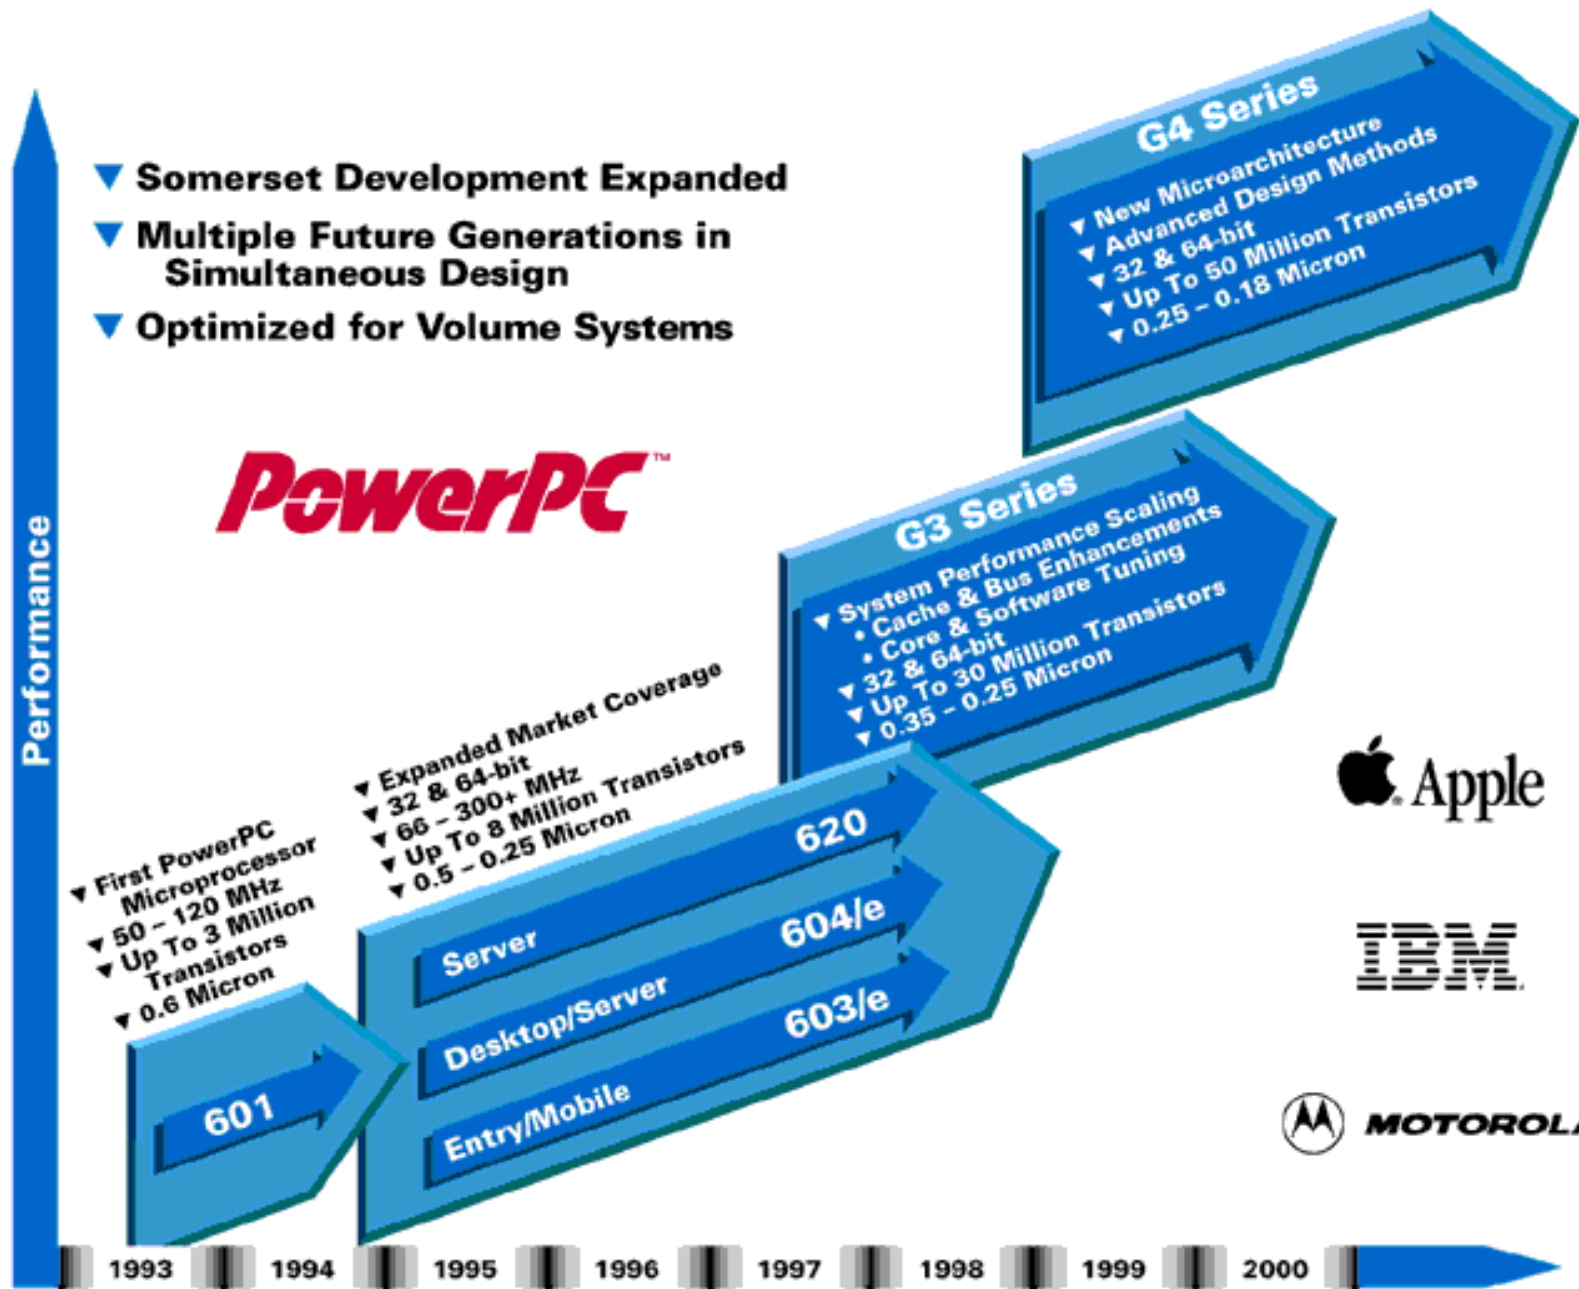 ▼ Somerset Development Expanded
▼ Multiple Future Generations in
Simultaneous Design
▼ Optimized for Volume Systems
PowerPC™
Performance
G4 Series
▼ New Microarchitecture
▼ Advanced Design Methods
▼ 32 & 64-bit
▼ Up To 50 Million Transistors
▼ 0.25 – 0.18 Micron
G3 Series
▼ System Performance Scaling
• Cache & Bus Enhancements
• Core & Software Tuning
▼ 32 & 64-bit
▼ Up To 30 Million Transistors
▼ 0.35 – 0.25 Micron
▼ Expanded Market Coverage
▼ 32 & 64-bit
▼ 66 – 300+ MHz
▼ Up To 8 Million Transistors
▼ 0.5 – 0.25 Micron
Server 620
Desktop/Server 604/e
Entry/Mobile 603/e
▼ First PowerPC
Microprocessor
▼ 50 – 120 MHz
▼ Up To 3 Million
Transistors
▼ 0.6 Micron
601
Apple
IBM
MOTOROLA
1993 1994 1995 1996 1997 1998 1999 2000